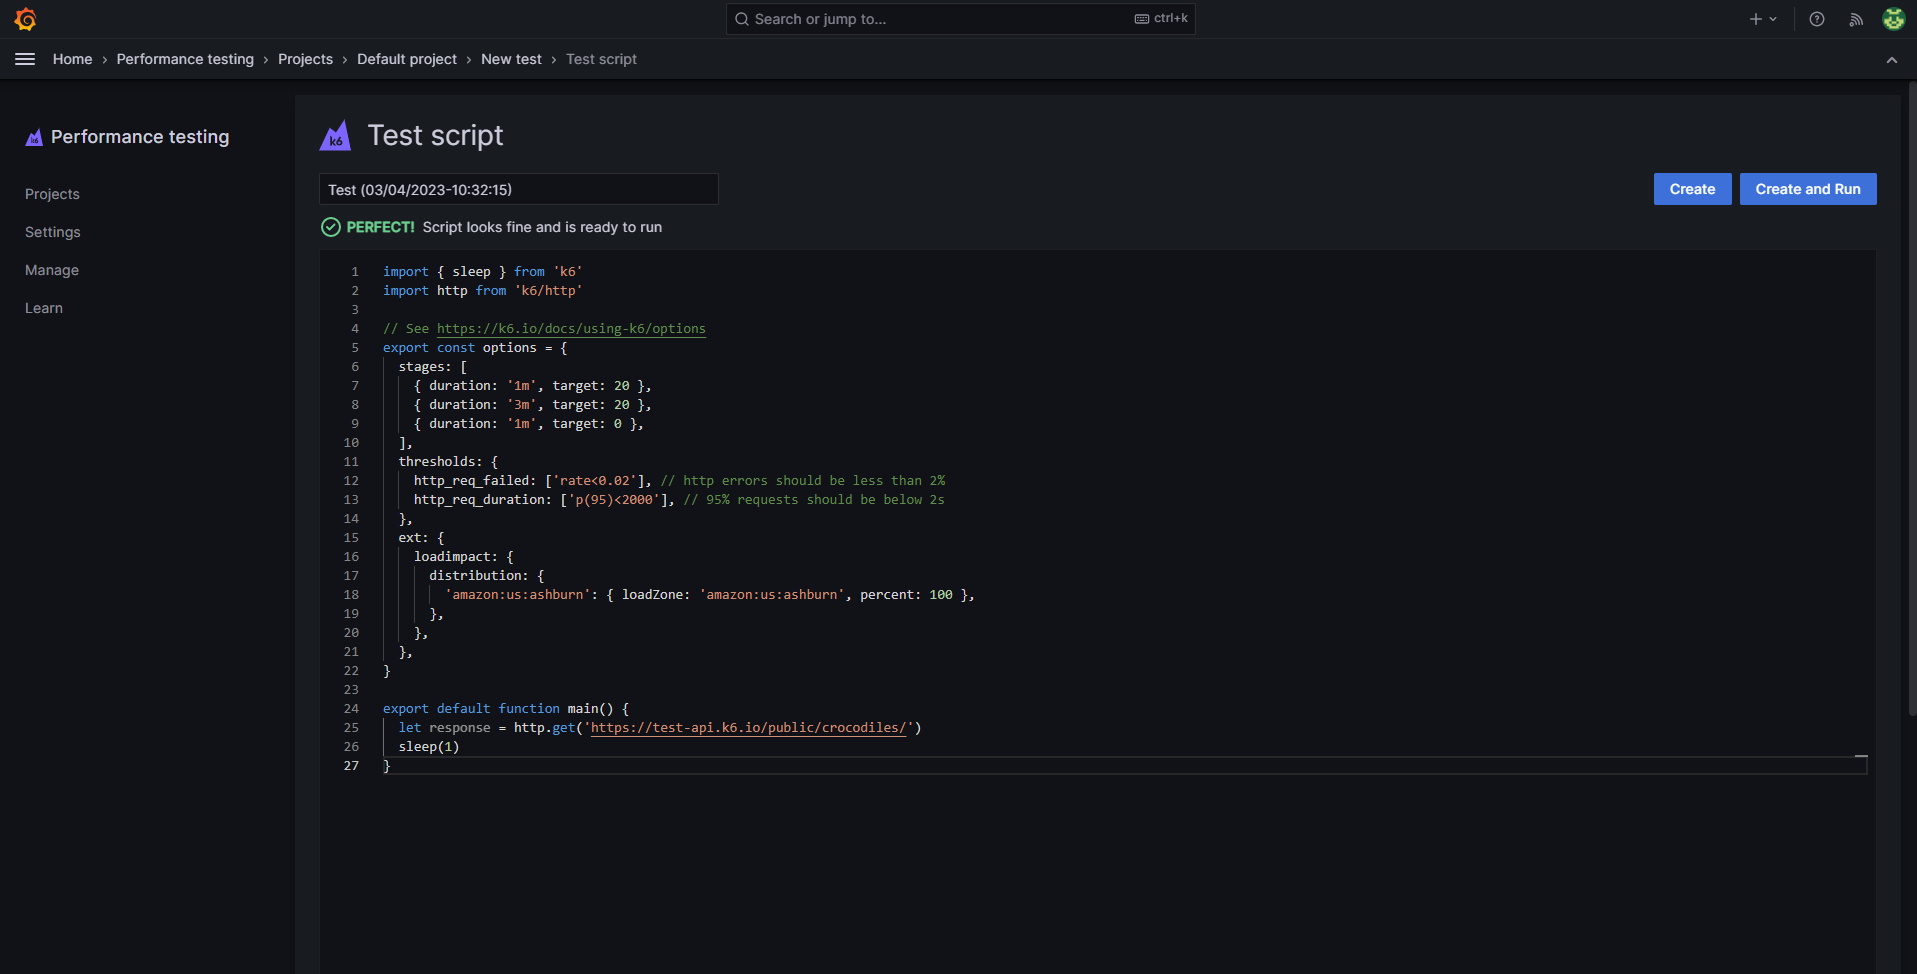 Search or jump to... ctrl+k
Home › Performance testing › Projects › Default project › New test › Test script
k6 Performance testing
Projects
Settings
Manage
Learn
k6 Test script
Test (03/04/2023-10:32:15)
Create
Create and Run
PERFECT! Script looks fine and is ready to run
1 import { sleep } from 'k6'
2 import http from 'k6/http'
3
4 // See https://k6.io/docs/using-k6/options
5 export const options = {
6   stages: [
7     { duration: '1m', target: 20 },
8     { duration: '3m', target: 20 },
9     { duration: '1m', target: 0 },
10   ],
11   thresholds: {
12     http_req_failed: ['rate<0.02'], // http errors should be less than 2%
13     http_req_duration: ['p(95)<2000'], // 95% requests should be below 2s
14   },
15   ext: {
16     loadimpact: {
17       distribution: {
18         'amazon:us:ashburn': { loadZone: 'amazon:us:ashburn', percent: 100 },
19       },
20     },
21   },
22 }
23
24 export default function main() {
25   let response = http.get('https://test-api.k6.io/public/crocodiles/')
26   sleep(1)
27 }